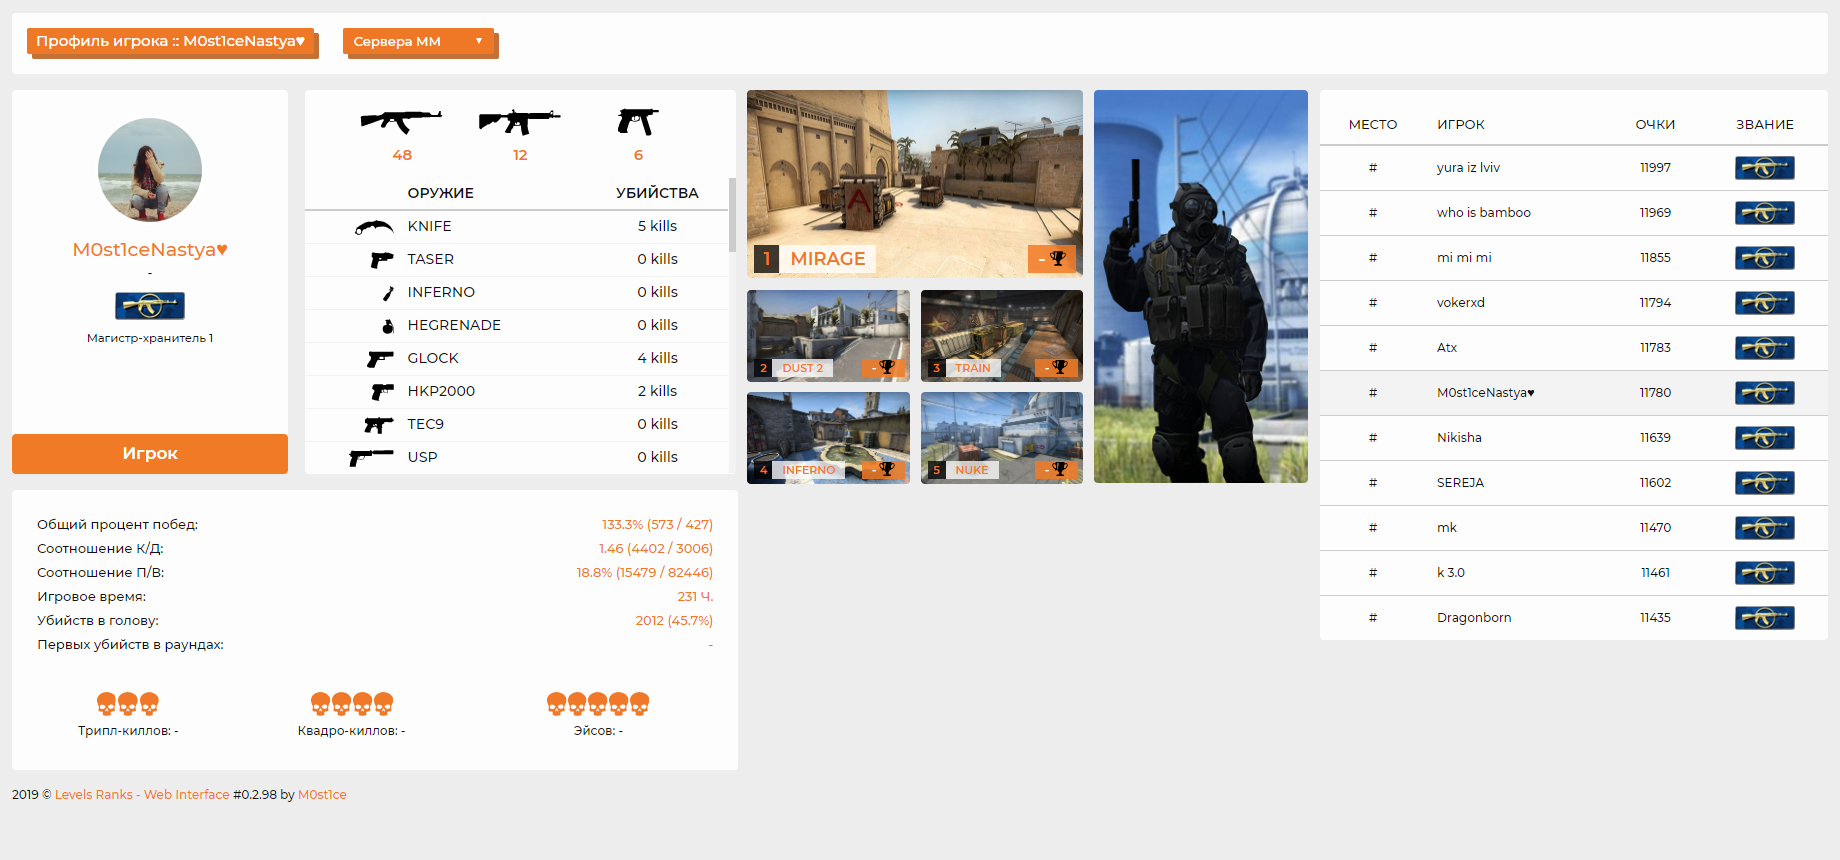 Профиль игрока :: M0st1ceNastya♥
Сервера ММ ▼
M0st1ceNastya♥
-
Магистр-хранитель 1
Игрок
48 12 6
ОРУЖИЕ УБИЙСТВА
KNIFE 5 kills
TASER 0 kills
INFERNO 0 kills
HEGRENADE 0 kills
GLOCK 4 kills
HKP2000 2 kills
TEC9 0 kills
USP 0 kills
A
1 MIRAGE -
2 DUST 2 -
3 TRAIN -
4 INFERNO -
5 NUKE -
МЕСТО ИГРОК ОЧКИ ЗВАНИЕ
# yura iz lviv 11997
# who is bamboo 11969
# mi mi mi 11855
# vokerxd 11794
# Atx 11783
# M0st1ceNastya♥ 11780
# Nikisha 11639
# SEREJA 11602
# mk 11470
# k 3.0 11461
# Dragonborn 11435
Общий процент побед: 133.3% (573 / 427)
Соотношение К/Д: 1.46 (4402 / 3006)
Соотношение П/В: 18.8% (15479 / 82446)
Игровое время: 231 Ч.
Убийств в голову: 2012 (45.7%)
Первых убийств в раундах: -
Трипл-киллов: - Квадро-киллов: - Эйсов: -
2019 © Levels Ranks - Web Interface #0.2.98 by M0st1ce